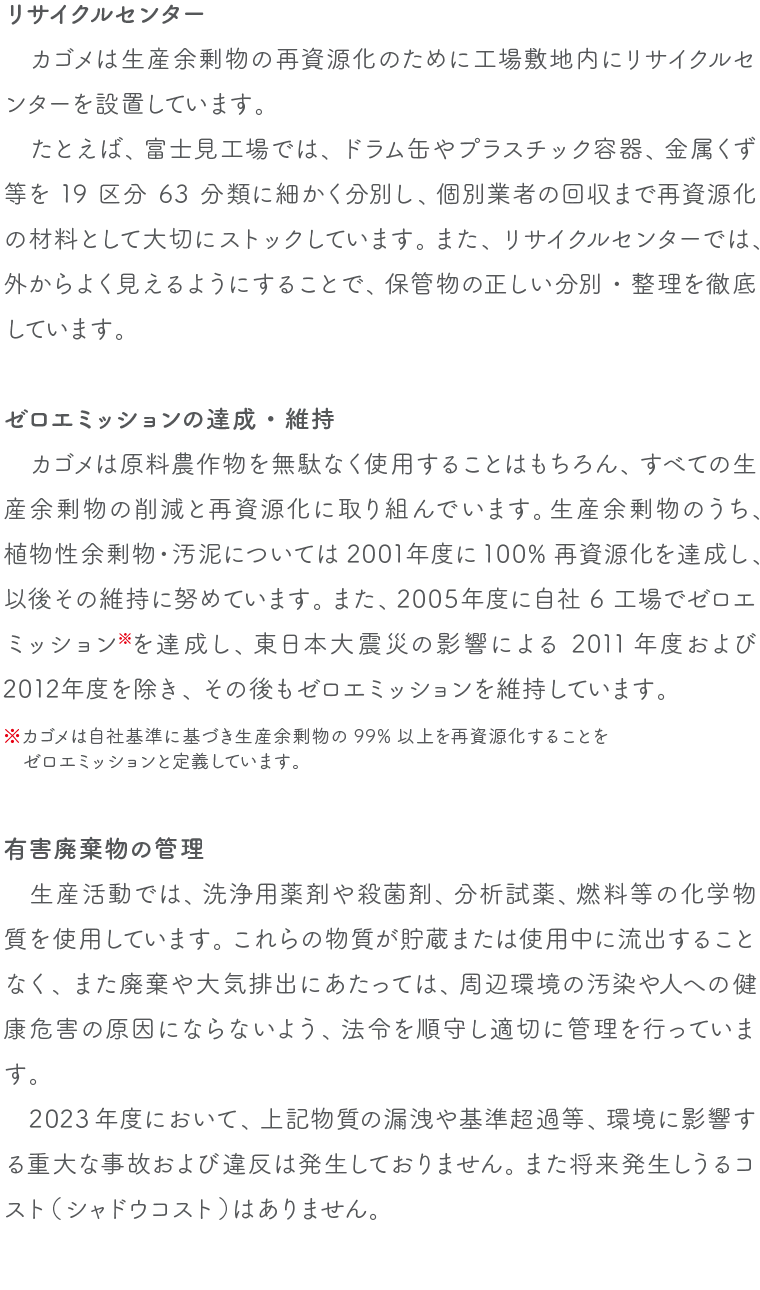 リサイクルセンター
カゴメは生産余剰物の再資源化のために工場敷地内にリサイクルセ
ンターを設置しています。
たとえば、富士見工場では、ドラム缶やプラスチック容器、金属くず
等を 19 区分 63 分類に細かく分別し、個別業者の回収まで再資源化
の材料として大切にストックしています。また、リサイクルセンターでは、
外からよく見えるようにすることで、保管物の正しい分別・整理を徹底
しています。
ゼロエミッションの達成・維持
カゴメは原料農作物を無駄なく使用することはもちろん、すべての生
産余剰物の削減と再資源化に取り組んでいます。生産余剰物のうち、
植物性余剰物・汚泥については 2001年度に 100% 再資源化を達成し、
以後その維持に努めています。また、2005年度に自社 6 工場でゼロエ
ミッション※を達成し、東日本大震災の影響による 2011 年度および
2012年度を除き、その後もゼロエミッションを維持しています。
※カゴメは自社基準に基づき生産余剰物の 99% 以上を再資源化することを
ゼロエミッションと定義しています。
有害廃棄物の管理
生産活動では、洗浄用薬剤や殺菌剤、分析試薬、燃料等の化学物
質を使用しています。これらの物質が貯蔵または使用中に流出すること
なく、また廃棄や大気排出にあたっては、周辺環境の汚染や人への健
康危害の原因にならないよう、法令を順守し適切に管理を行っていま
す。
2023 年度において、上記物質の漏洩や基準超過等、環境に影響す
る重大な事故および違反は発生しておりません。また将来発生しうるコ
スト（シャドウコスト）はありません。